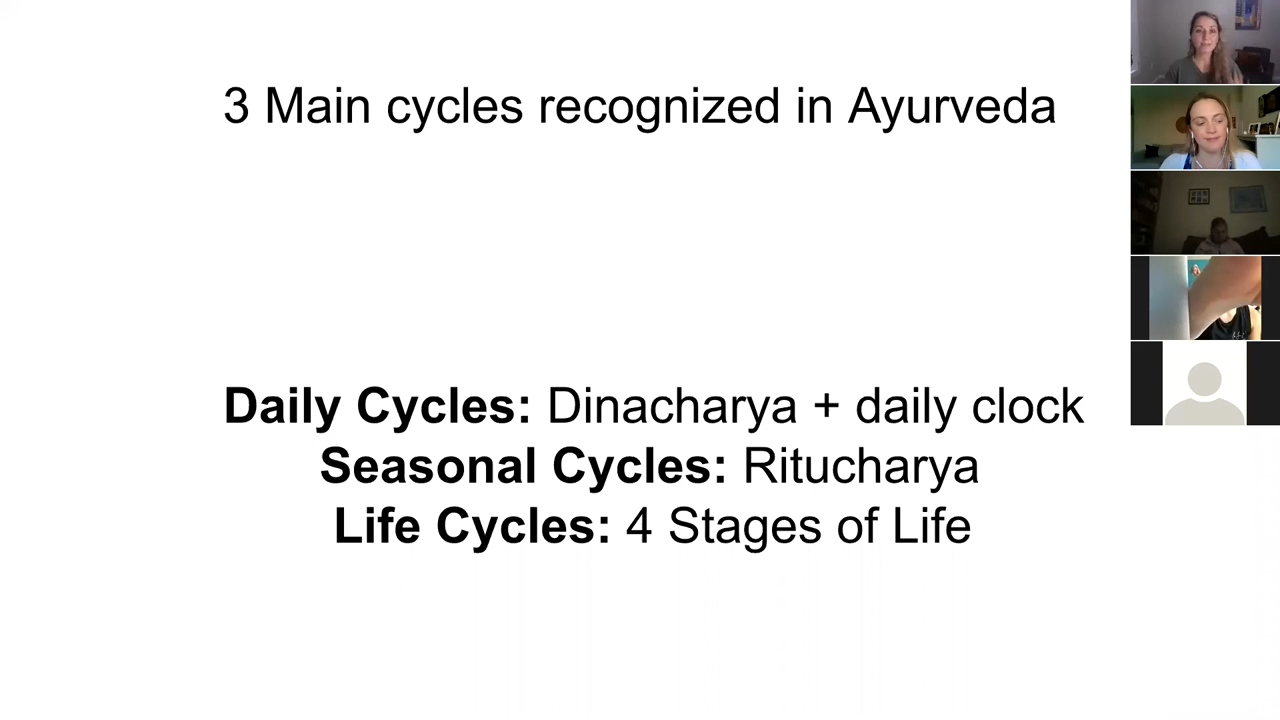 3 Main cycles recognized in Ayurveda
Daily Cycles: Dinacharya + daily clock
Seasonal Cycles: Ritucharya
Life Cycles: 4 Stages of Life